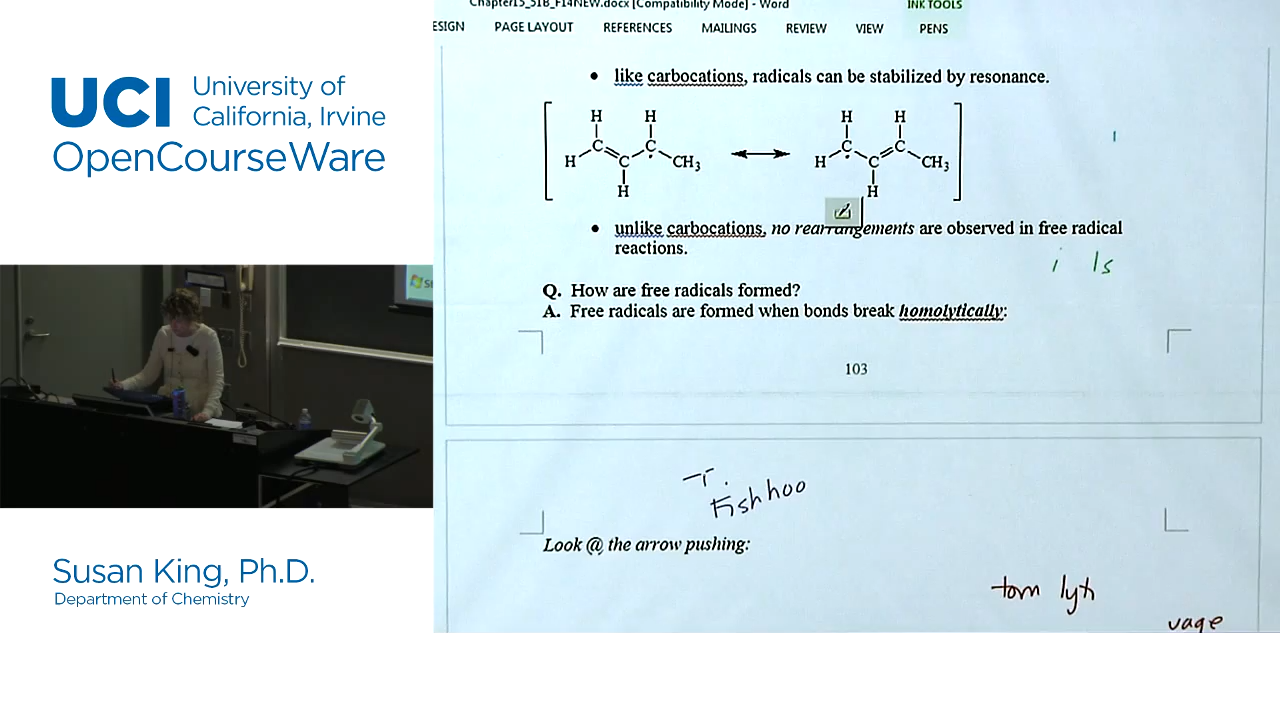 UCI University of
California, Irvine
OpenCourseWare
Susan King, Ph.D.
Department of Chemistry
Chapter15_51B_F14NEW.docx [Compatibility Mode] - Word
INK TOOLS
ESIGN PAGE LAYOUT REFERENCES MAILINGS REVIEW VIEW PENS
• like carbocations, radicals can be stabilized by resonance.
H H H H
H C C C CH3 H C C C CH3
H H
• unlike carbocations, no rearrangements are observed in free radical
reactions.
i ls
Q. How are free radicals formed?
A. Free radicals are formed when bonds break homolytically:
103
Fishhoo
Look @ the arrow pushing:
tom lyti
vage